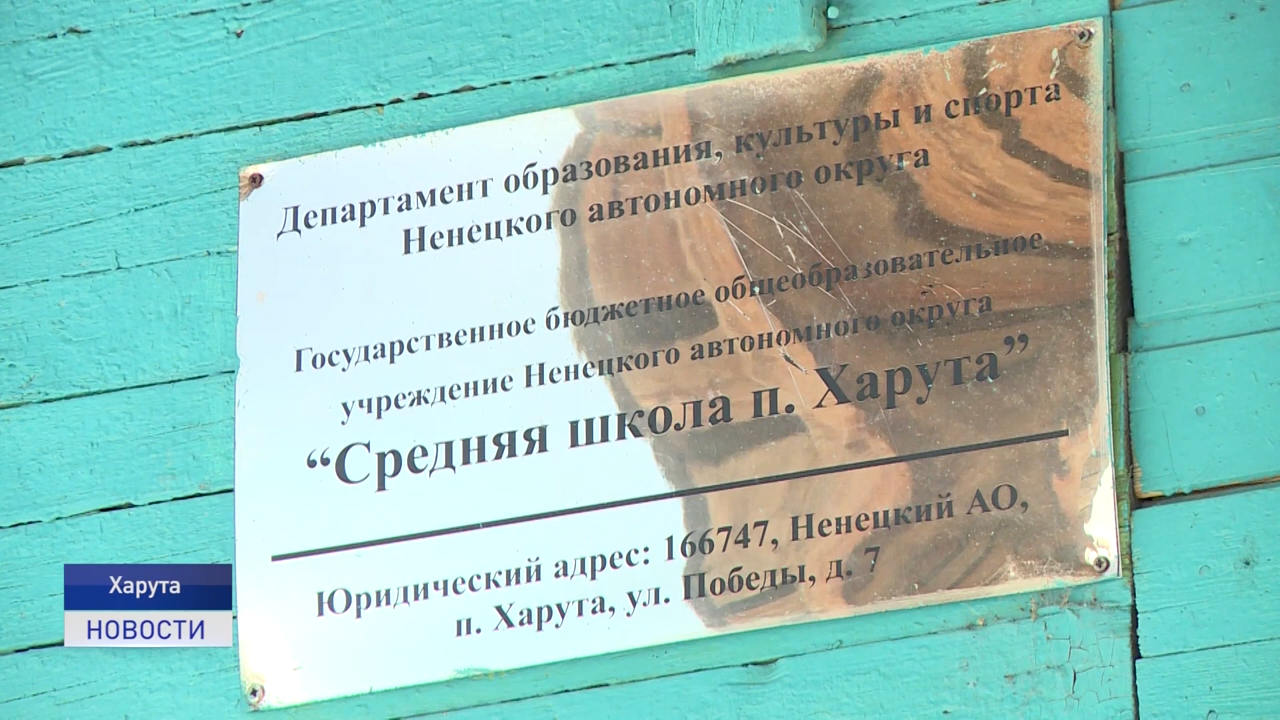 Департамент образования, культуры и спорта
Ненецкого автономного округа
Государственное бюджетное общеобразовательное
учреждение Ненецкого автономного округа
“Средняя школа п. Харута”
Юридический адрес: 166747, Ненецкий АО,
п. Харута, ул. Победы, д. 7
Харута
НОВОСТИ